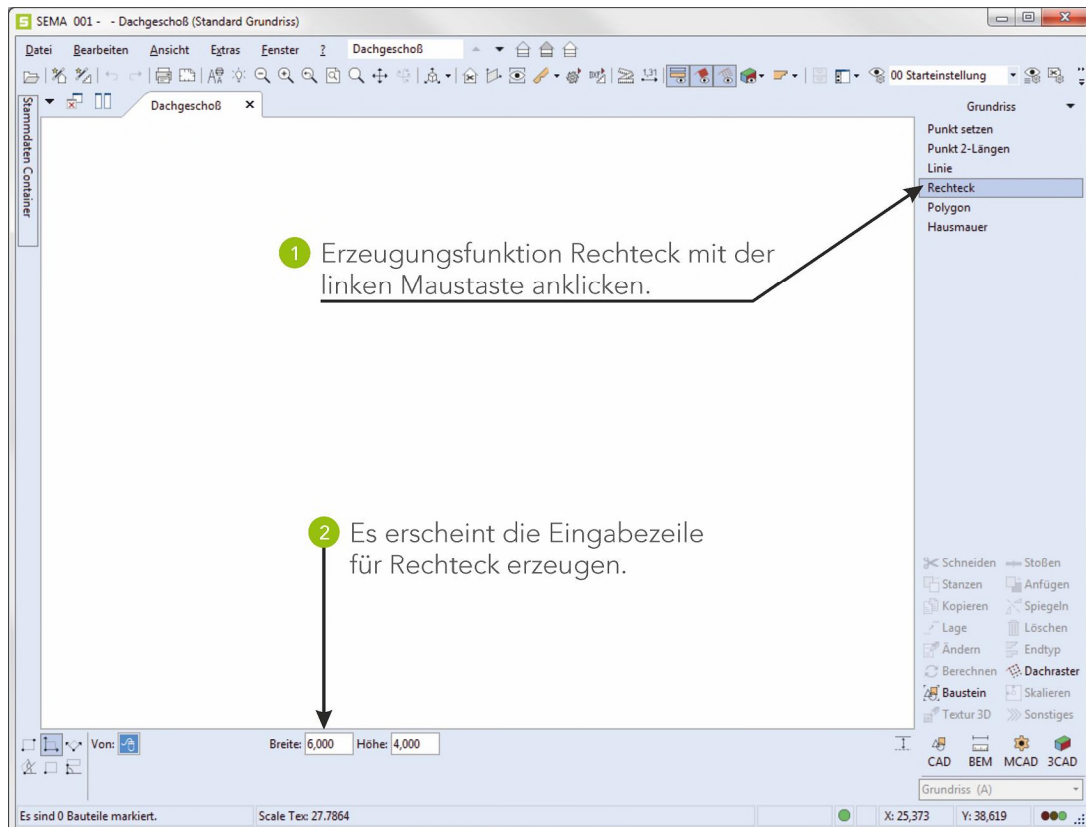 SEMA 001 - - Dachgeschoß (Standard Grundriss)
Datei Bearbeiten Ansicht Extras Fenster ? Dachgeschoß
00 Starteinstellung
Stammdaten Container
Dachgeschoß
Grundriss
Punkt setzen
Punkt 2-Längen
Linie
Rechteck
Polygon
Hausmauer
1 Erzeugungsfunktion Rechteck mit der
linken Maustaste anklicken.
2 Es erscheint die Eingabezeile
für Rechteck erzeugen.
Schneiden Stoßen
Stanzen Anfügen
Kopieren Spiegeln
Lage Löschen
Ändern Endtyp
Berechnen Dachraster
Baustein Skalieren
Textur 3D Sonstiges
Von: Breite: 6,000 Höhe: 4,000
CAD BEM MCAD 3CAD
Grundriss (A)
Es sind 0 Bauteile markiert. Scale Tex: 27.7864 X: 25,373 Y: 38,619